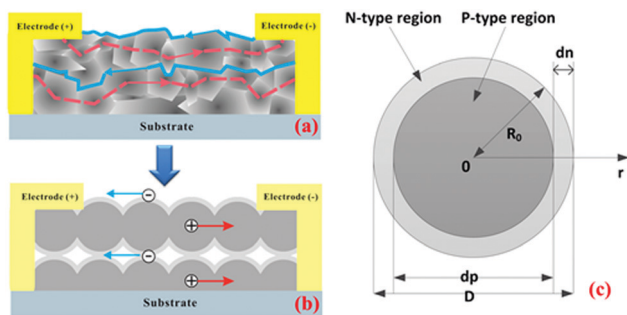 Electrode (+)
Electrode (-)
Substrate
(a)
Electrode (+)
Electrode (-)
Substrate
(b)
N-type region
P-type region
dn
R₀
0
r
dp
D
(c)